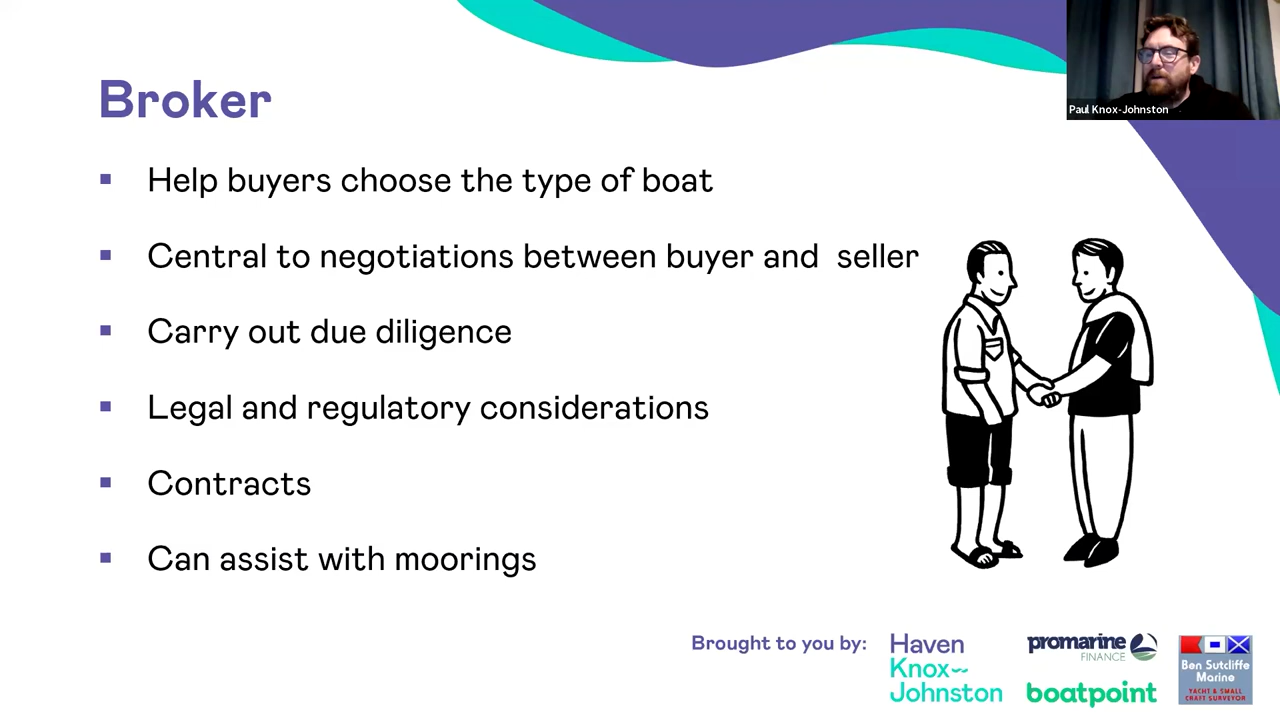 Paul Knox-Johnston
Broker
▪ Help buyers choose the type of boat
▪ Central to negotiations between buyer and  seller
▪ Carry out due diligence
▪ Legal and regulatory considerations
▪ Contracts
▪ Can assist with moorings
Brought to you by:
Haven
Knox~
Johnston
promarine
FINANCE
boatpoint
Ben Sutcliffe
Marine
YACHT & SMALL
CRAFT SURVEYOR